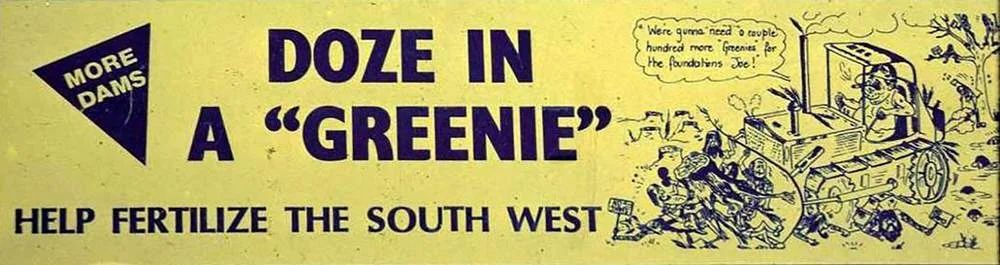 MORE
DAMS
DOZE IN
A “GREENIE”
HELP FERTILIZE THE SOUTH WEST
"We're gunna need a couple
hundred more "Greenies" for
the foundations Joe!"